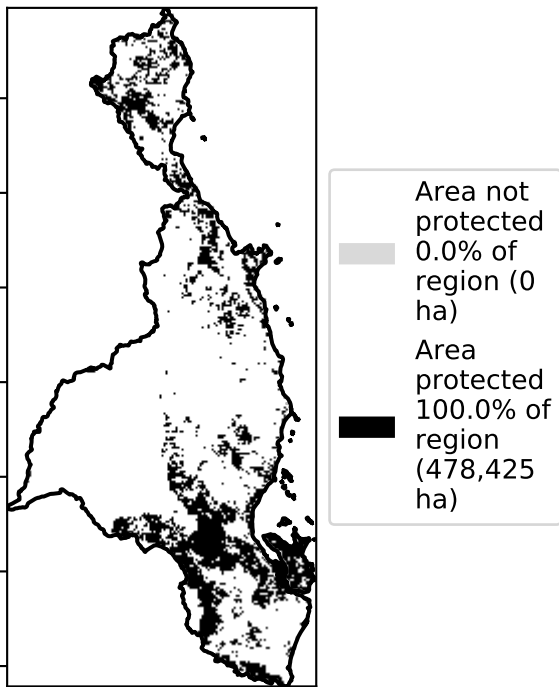 Area not
protected
0.0% of
region (0
ha)
Area
protected
100.0% of
region
(478,425
ha)